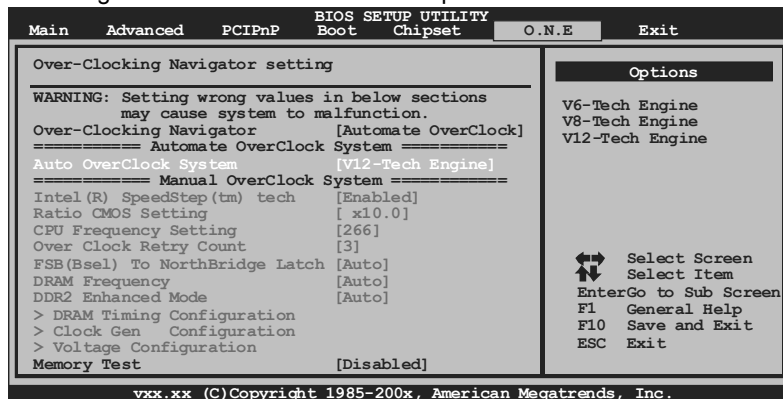 BIOS SETUP UTILITY
Main Advanced PCIPnP Boot Chipset O.N.E Exit
Over-Clocking Navigator setting
WARNING: Setting wrong values in below sections
may cause system to malfunction.
Over-Clocking Navigator [Automate OverClock]
=========== Automate OverClock System ===========
Auto OverClock System [V12-Tech Engine]
============ Manual OverClock System ============
Intel(R) SpeedStep(tm) tech [Enabled]
Ratio CMOS Setting [ x10.0]
CPU Frequency Setting [266]
Over Clock Retry Count [3]
FSB(Bsel) To NorthBridge Latch [Auto]
DRAM Frequency [Auto]
DDR2 Enhanced Mode [Auto]
> DRAM Timing Configuration
> Clock Gen Configuration
> Voltage Configuration
Memory Test [Disabled]
Options
V6-Tech Engine
V8-Tech Engine
V12-Tech Engine
Select Screen
Select Item
EnterGo to Sub Screen
F1 General Help
F10 Save and Exit
ESC Exit
vxx.xx (C)Copyright 1985-200x, American Megatrends, Inc.